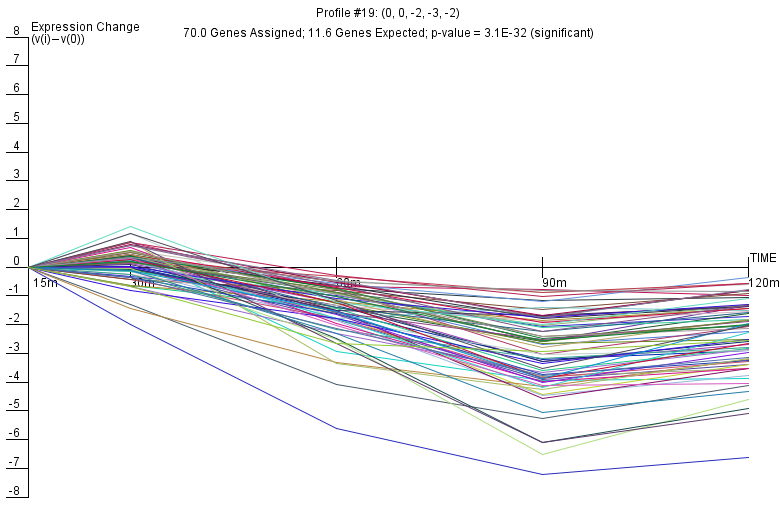 Profile #19: (0, 0, -2, -3, -2)
Expression Change
(v(i)-v(0))
70.0 Genes Assigned; 11.6 Genes Expected; p-value = 3.1E-32 (significant)
8
7
6
5
4
3
2
1
0
-1
-2
-3
-4
-5
-6
-7
-8
TIME
15m
30m
90m
120m